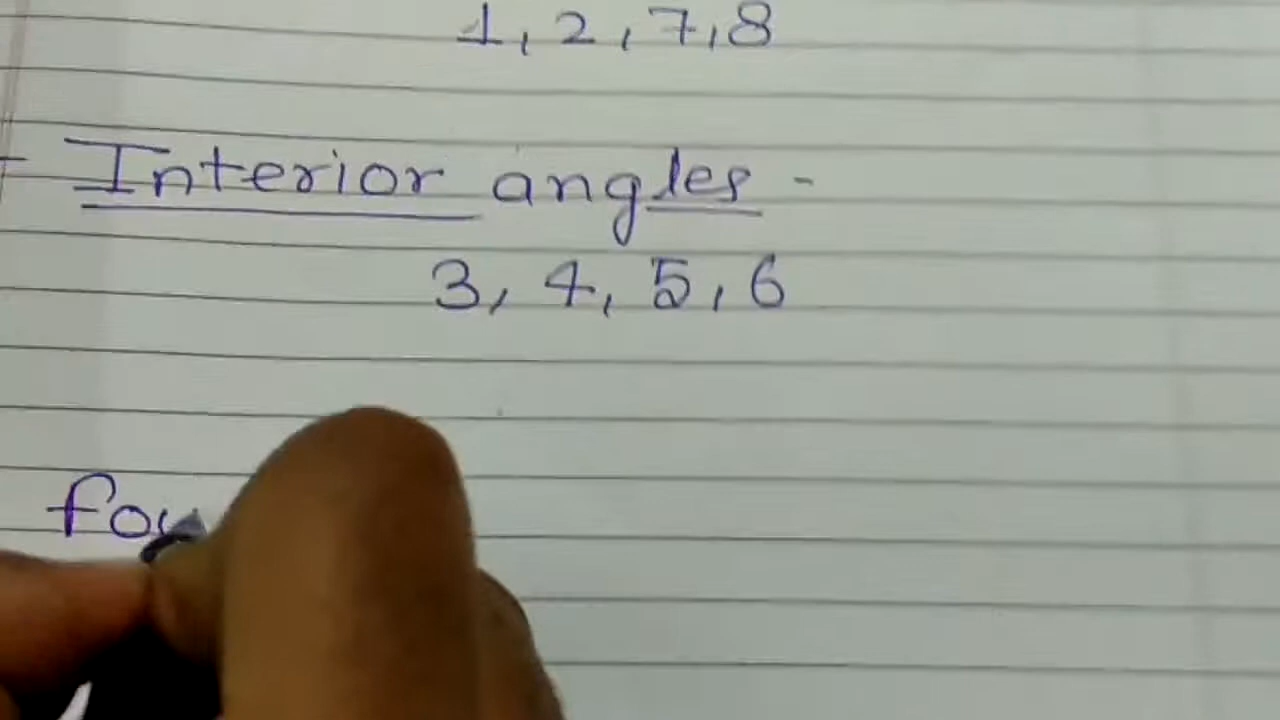 1, 2, 7, 8
Interior angles -
3, 4, 5, 6